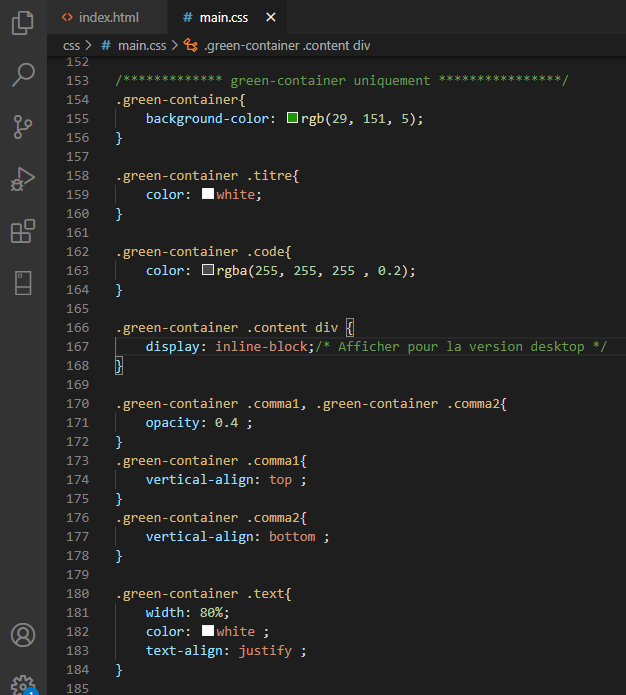 index.html
# main.css ×
css > # main.css > .green-container .content div
152
153 /************* green-container uniquement ****************/
154 .green-container{
155 background-color: rgb(29, 151, 5);
156 }
157
158 .green-container .titre{
159 color: white;
160 }
161
162 .green-container .code{
163 color: rgba(255, 255, 255 , 0.2);
164 }
165
166 .green-container .content div {
167 display: inline-block;/* Afficher pour la version desktop */
168 }
169
170 .green-container .comma1, .green-container .comma2{
171 opacity: 0.4 ;
172 }
173 .green-container .comma1{
174 vertical-align: top ;
175 }
176 .green-container .comma2{
177 vertical-align: bottom ;
178 }
179
180 .green-container .text{
181 width: 80%;
182 color: white ;
183 text-align: justify ;
184 }
185
1